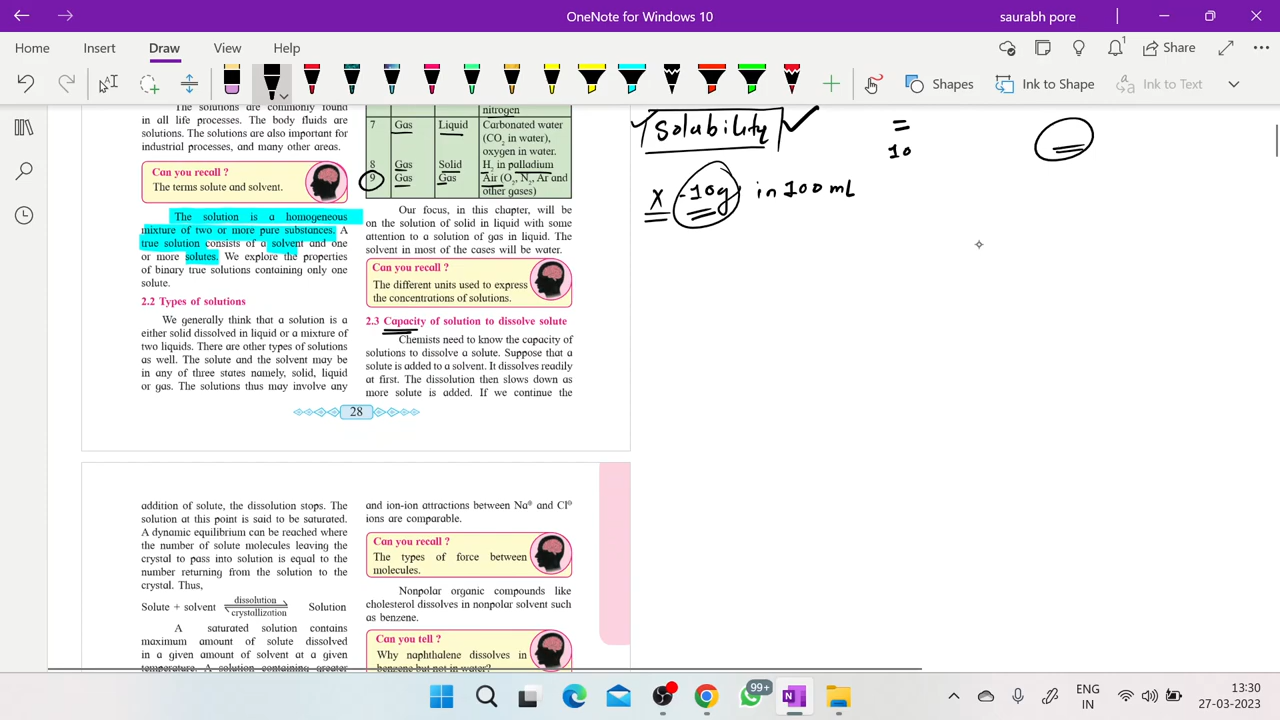 OneNote for Windows 10
saurabh pore
Home Insert Draw View Help
Share
Shapes Ink to Shape Ink to Text
The solutions are commonly found
in all life processes. The body fluids are
solutions. The solutions are also important for
industrial processes, and many other areas.
Can you recall ?
The terms solute and solvent.
The solution is a homogeneous
mixture of two or more pure substances. A
true solution consists of a solvent and one
or more solutes. We explore the properties
of binary true solutions containing only one
solute.
2.2 Types of solutions
We generally think that a solution is a
either solid dissolved in liquid or a mixture of
two liquids. There are other types of solutions
as well. The solute and the solvent may be
in any of three states namely, solid, liquid
or gas. The solutions thus may involve any
nitrogen
7 Gas Liquid Carbonated water
(CO2 in water),
oxygen in water.
8 Gas Solid H2 in palladium
9 Gas Gas Air (O2, N2, Ar and
other gases)
Our focus, in this chapter, will be
on the solution of solid in liquid with some
attention to a solution of gas in liquid. The
solvent in most of the cases will be water.
Can you recall ?
The different units used to express
the concentrations of solutions.
2.3 Capacity of solution to dissolve solute
Chemists need to know the capacity of
solutions to dissolve a solute. Suppose that a
solute is added to a solvent. It dissolves readily
at first. The dissolution then slows down as
more solute is added. If we continue the
28
addition of solute, the dissolution stops. The
solution at this point is said to be saturated.
A dynamic equilibrium can be reached where
the number of solute molecules leaving the
crystal to pass into solution is equal to the
number returning from the solution to the
crystal. Thus,
Solute + solvent dissolution Solution
crystallization
A saturated solution contains
maximum amount of solute dissolved
in a given amount of solvent at a given
temperature. A solution containing greater
and ion-ion attractions between Na⊕ and Cl⊖
ions are comparable.
Can you recall ?
The types of force between
molecules.
Nonpolar organic compounds like
cholesterol dissolves in nonpolar solvent such
as benzene.
Can you tell ?
Why naphthalene dissolves in
benzene but not in water?
Solubility
=
10
x - 10g in 100 mL
99+
ENG
IN
13:30
27-03-2023